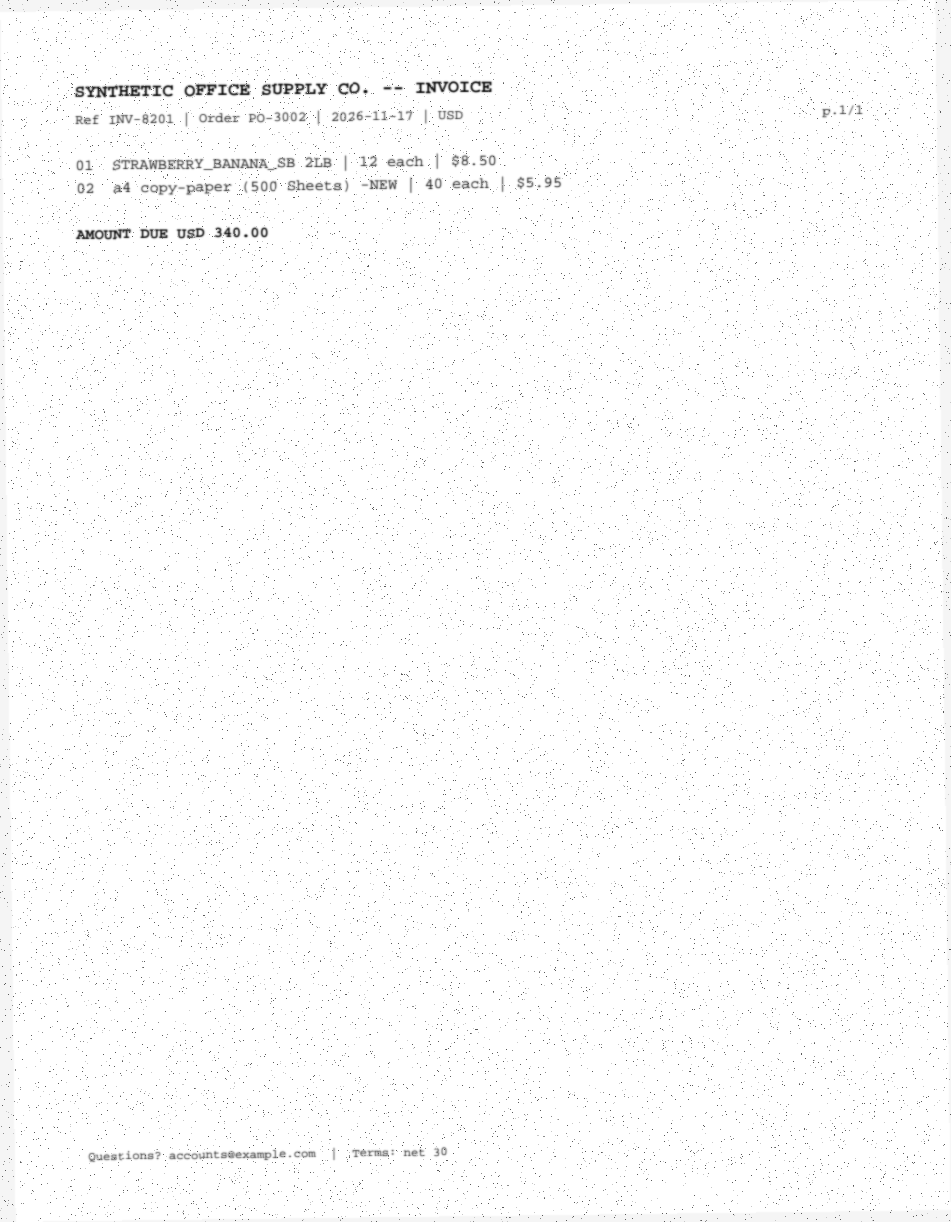 SYNTHETIC OFFICE SUPPLY CO. -- INVOICE
Ref INV-8201 | Order PO-3002 | 2026-11-17 | USD
p.1/1
01 STRAWBERRY_BANANA_SB 2LB | 12 each | $8.50
02 a4 copy-paper (500 Sheets) -NEW | 40 each | $5.95
AMOUNT DUE USD 340.00
Questions? accounts@example.com | Terms: net 30